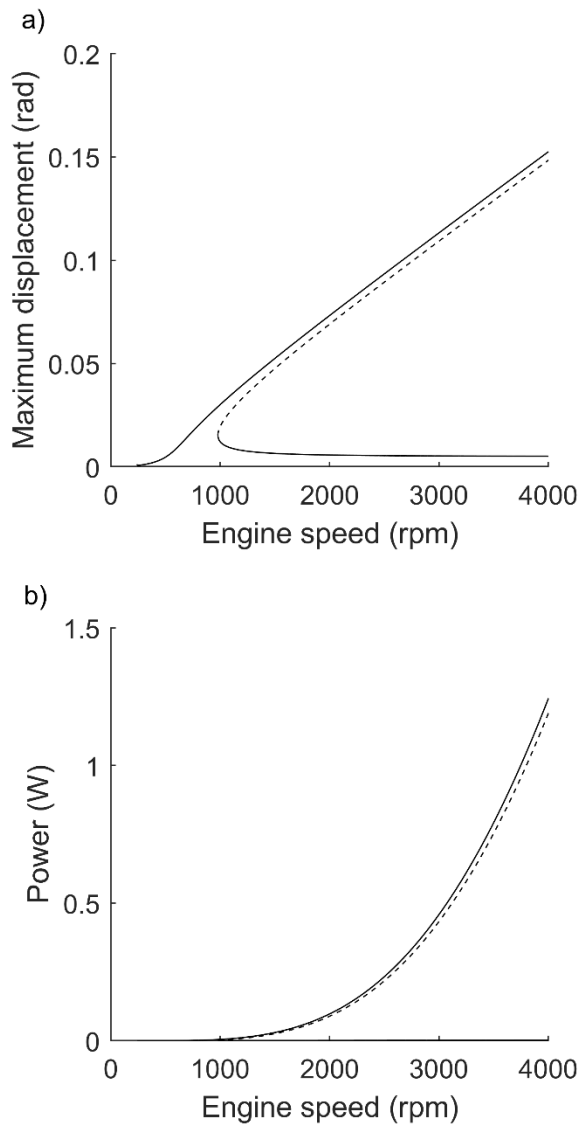 a)
Maximum displacement (rad)
0.2
0.15
0.1
0.05
0
0 1000 2000 3000 4000
Engine speed (rpm)
b)
Power (W)
1.5
1
0.5
0
0 1000 2000 3000 4000
Engine speed (rpm)